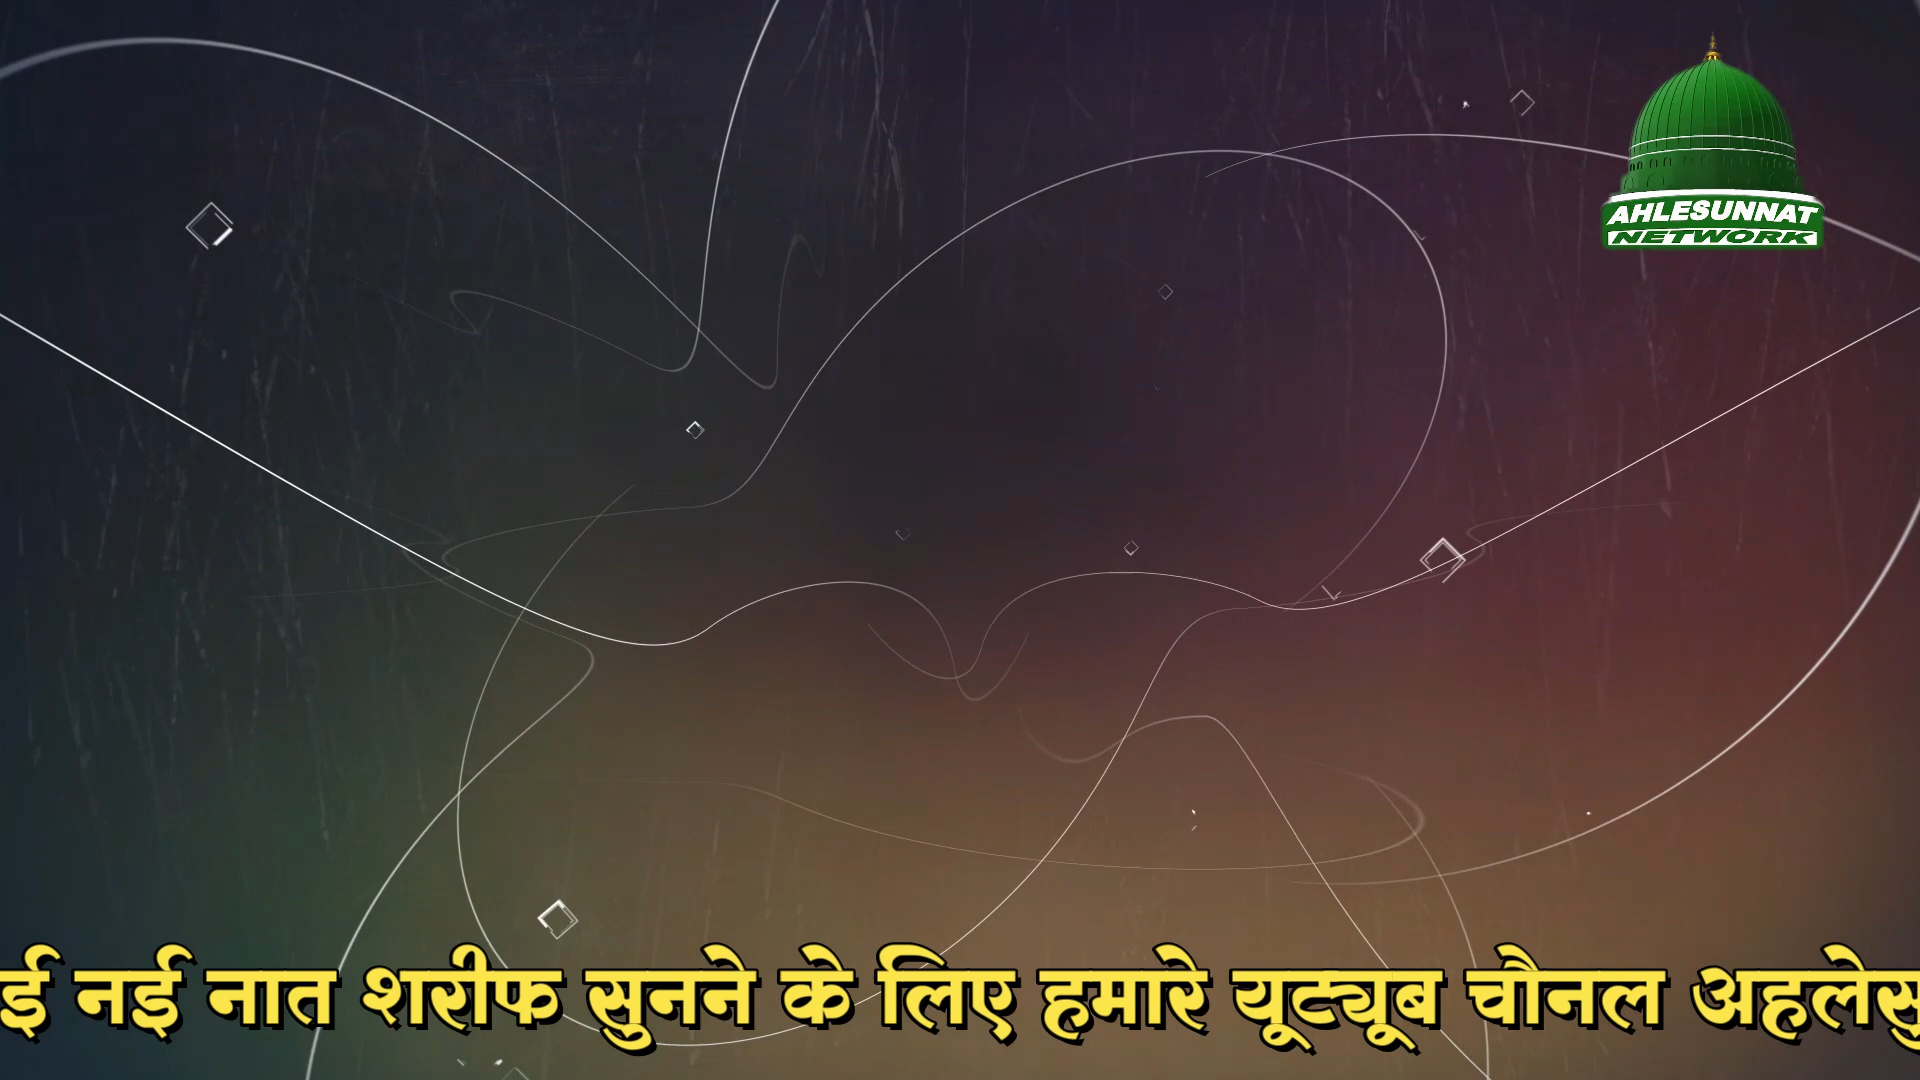 AHLESUNNAT
NETWORK
ई नई नात शरीफ सुनने के लिए हमारे यूट्यूब चौनल अहलेसु